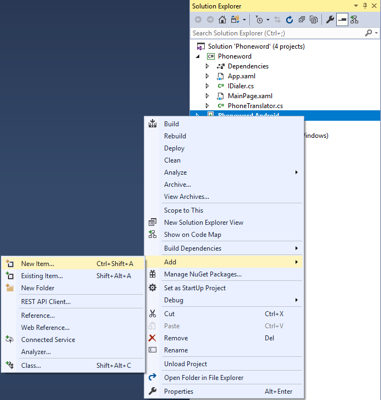 Solution Explorer
Search Solution Explorer (Ctrl+;)
Solution 'Phoneword' (4 projects)
Phoneword
Dependencies
App.xaml
IDialer.cs
MainPage.xaml
PhoneTranslator.cs
Phoneword.Android
Windows)
Build
Rebuild
Deploy
Clean
Analyze
Archive...
View Archives...
Scope to This
New Solution Explorer View
Show on Code Map
Build Dependencies
Add
Manage NuGet Packages...
Set as StartUp Project
Debug
Cut Ctrl+X
Paste Ctrl+V
Remove Del
Rename
Unload Project
Open Folder in File Explorer
Properties Alt+Enter
New Item... Ctrl+Shift+A
Existing Item... Shift+Alt+A
New Folder
REST API Client...
Reference...
Web Reference...
Connected Service
Analyzer...
Class... Shift+Alt+C